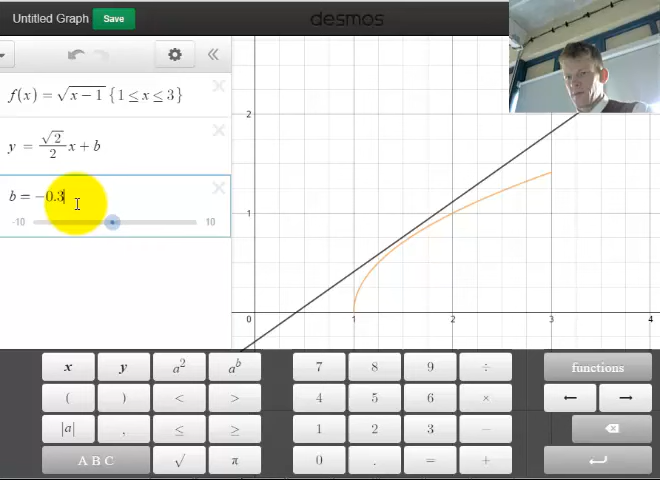 Untitled Graph Save desmos
f(x) = √x−1 {1 ≤ x ≤ 3}
y = √2/2 x + b
b = −0.3
-10 10
2
1
0 1 2 3 4
x y a² aᵇ 7 8 9 ÷ functions
( ) < > 4 5 6 × ← →
|a| , ≤ ≥ 1 2 3 −
A B C √ π 0 . = +